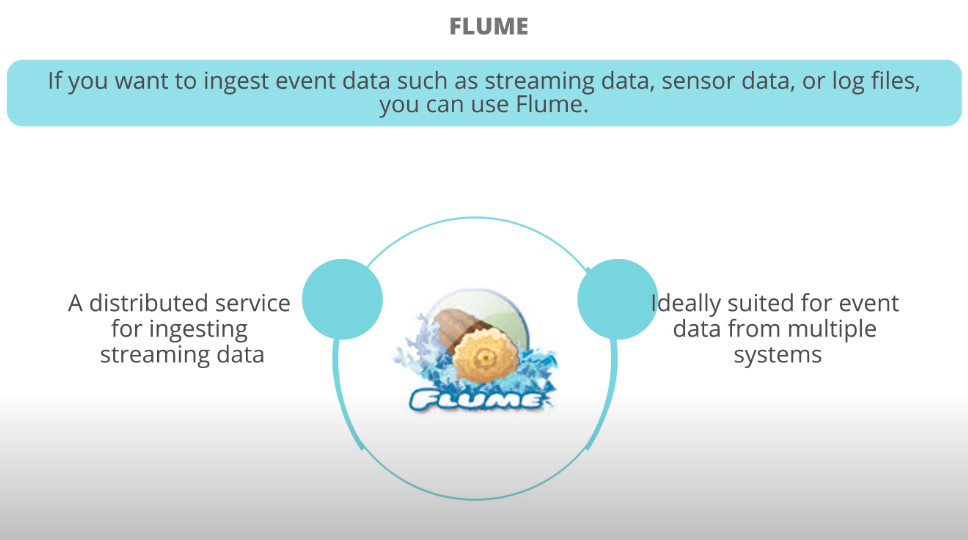 FLUME
If you want to ingest event data such as streaming data, sensor data, or log files,
you can use Flume.
A distributed service
for ingesting
streaming data
Ideally suited for event
data from multiple
systems
FLUME